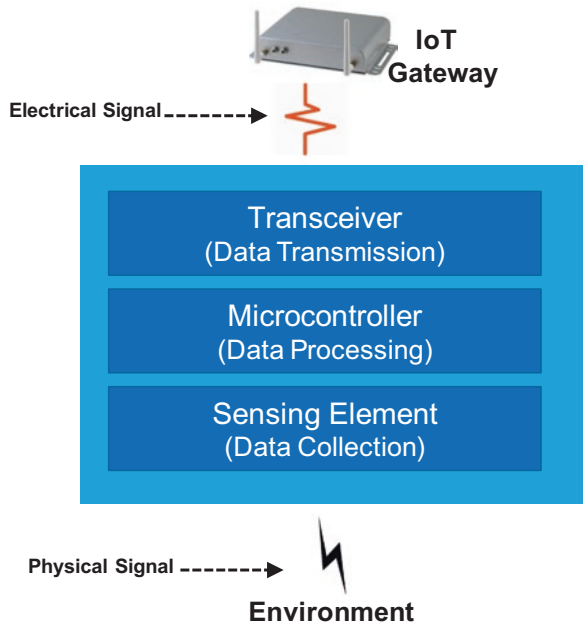 IoT
Gateway
Electrical Signal
Transceiver
(Data Transmission)
Microcontroller
(Data Processing)
Sensing Element
(Data Collection)
Physical Signal
Environment